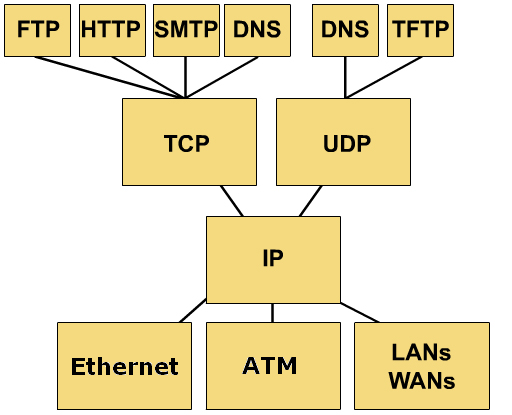 FTP
HTTP
SMTP
DNS
DNS
TFTP
TCP
UDP
IP
Ethernet
ATM
LANs
WANs